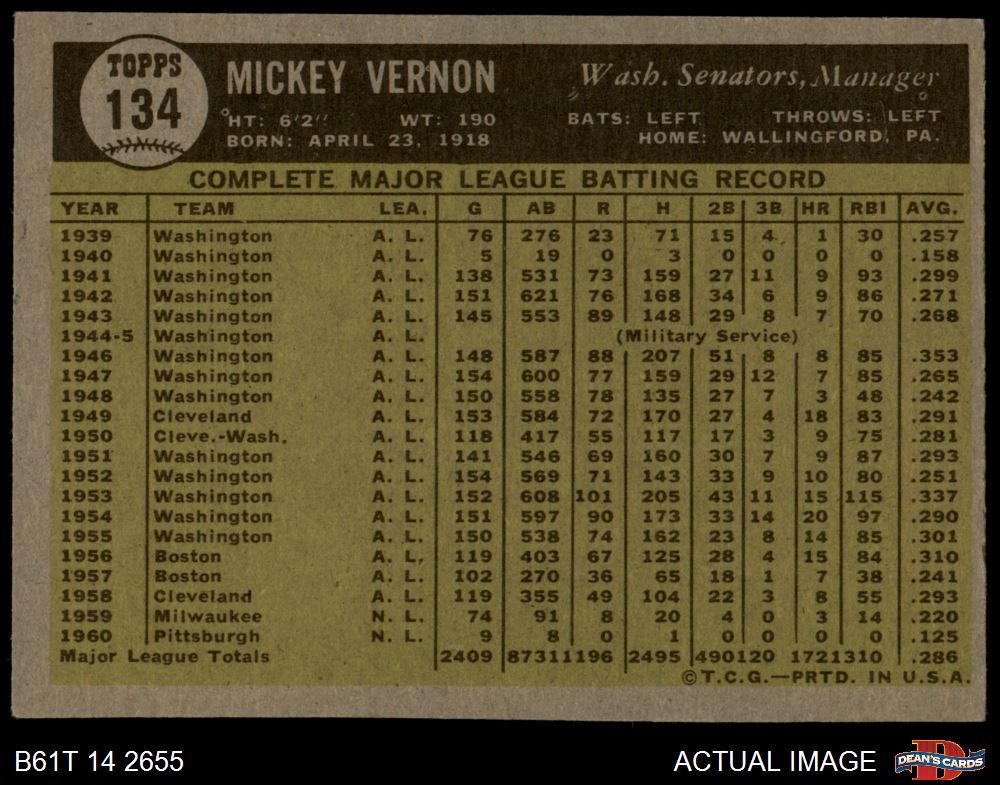 TOPPS
134
MICKEY VERNON
Wash. Senators, Manager
HT: 6'2" WT: 190 BATS: LEFT THROWS: LEFT
BORN: APRIL 23, 1918 HOME: WALLINGFORD, PA.
COMPLETE MAJOR LEAGUE BATTING RECORD
YEAR TEAM LEA. G AB R H 2B 3B HR RBI AVG.
1939 Washington A. L. 76 276 23 71 15 4 1 30 .257
1940 Washington A. L. 5 19 0 3 0 0 0 0 .158
1941 Washington A. L. 138 531 73 159 27 11 9 93 .299
1942 Washington A. L. 151 621 76 168 34 6 9 86 .271
1943 Washington A. L. 145 553 89 148 29 8 7 70 .268
1944-5 Washington A. L. (Military Service)
1946 Washington A. L. 148 587 88 207 51 8 8 85 .353
1947 Washington A. L. 154 600 77 159 29 12 7 85 .265
1948 Washington A. L. 150 558 78 135 27 7 3 48 .242
1949 Cleveland A. L. 153 584 72 170 27 4 18 83 .291
1950 Cleve.-Wash. A. L. 118 417 55 117 17 3 9 75 .281
1951 Washington A. L. 141 546 69 160 30 7 9 87 .293
1952 Washington A. L. 154 569 71 143 33 9 10 80 .251
1953 Washington A. L. 152 608 101 205 43 11 15 115 .337
1954 Washington A. L. 151 597 90 173 33 14 20 97 .290
1955 Washington A. L. 150 538 74 162 23 8 14 85 .301
1956 Boston A. L. 119 403 67 125 28 4 15 84 .310
1957 Boston A. L. 102 270 36 65 18 1 7 38 .241
1958 Cleveland A. L. 119 355 49 104 22 3 8 55 .293
1959 Milwaukee N. L. 74 91 8 20 4 0 3 14 .220
1960 Pittsburgh N. L. 9 8 0 1 0 0 0 0 .125
Major League Totals 2409 8731 1196 2495 490 120 172 1310 .286
©T.C.G.—PRTD. IN U.S.A.
B61T 14 2655 ACTUAL IMAGE DEAN'S CARDS